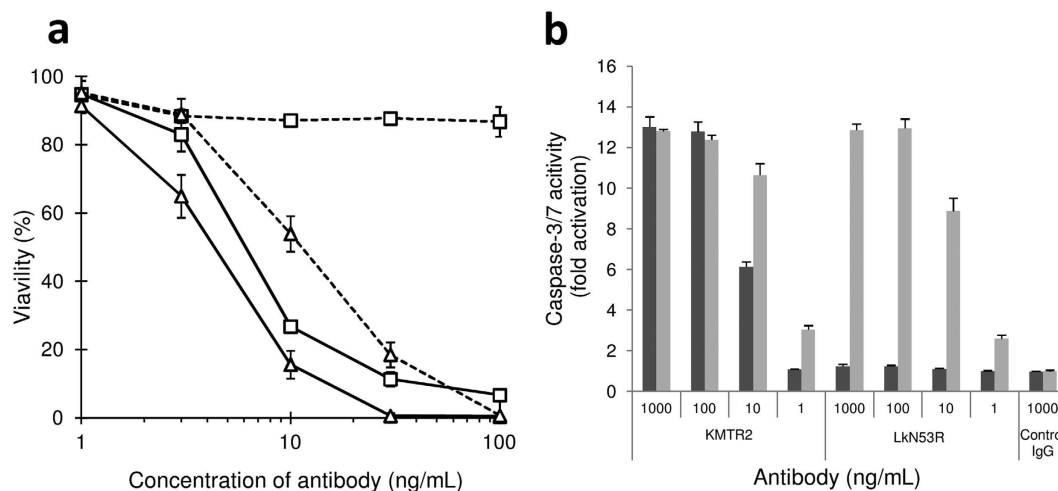 a
b
100
80
60
40
20
0
Viavility (%)
1
10
100
Concentration of antibody (ng/mL)
16
14
12
10
8
6
4
2
0
Caspase-3/7 acitivity
(fold activation)
1000 100 10 1 1000 100 10 1 1000
KMTR2 LkN53R Contro
IgG
Antibody (ng/mL)